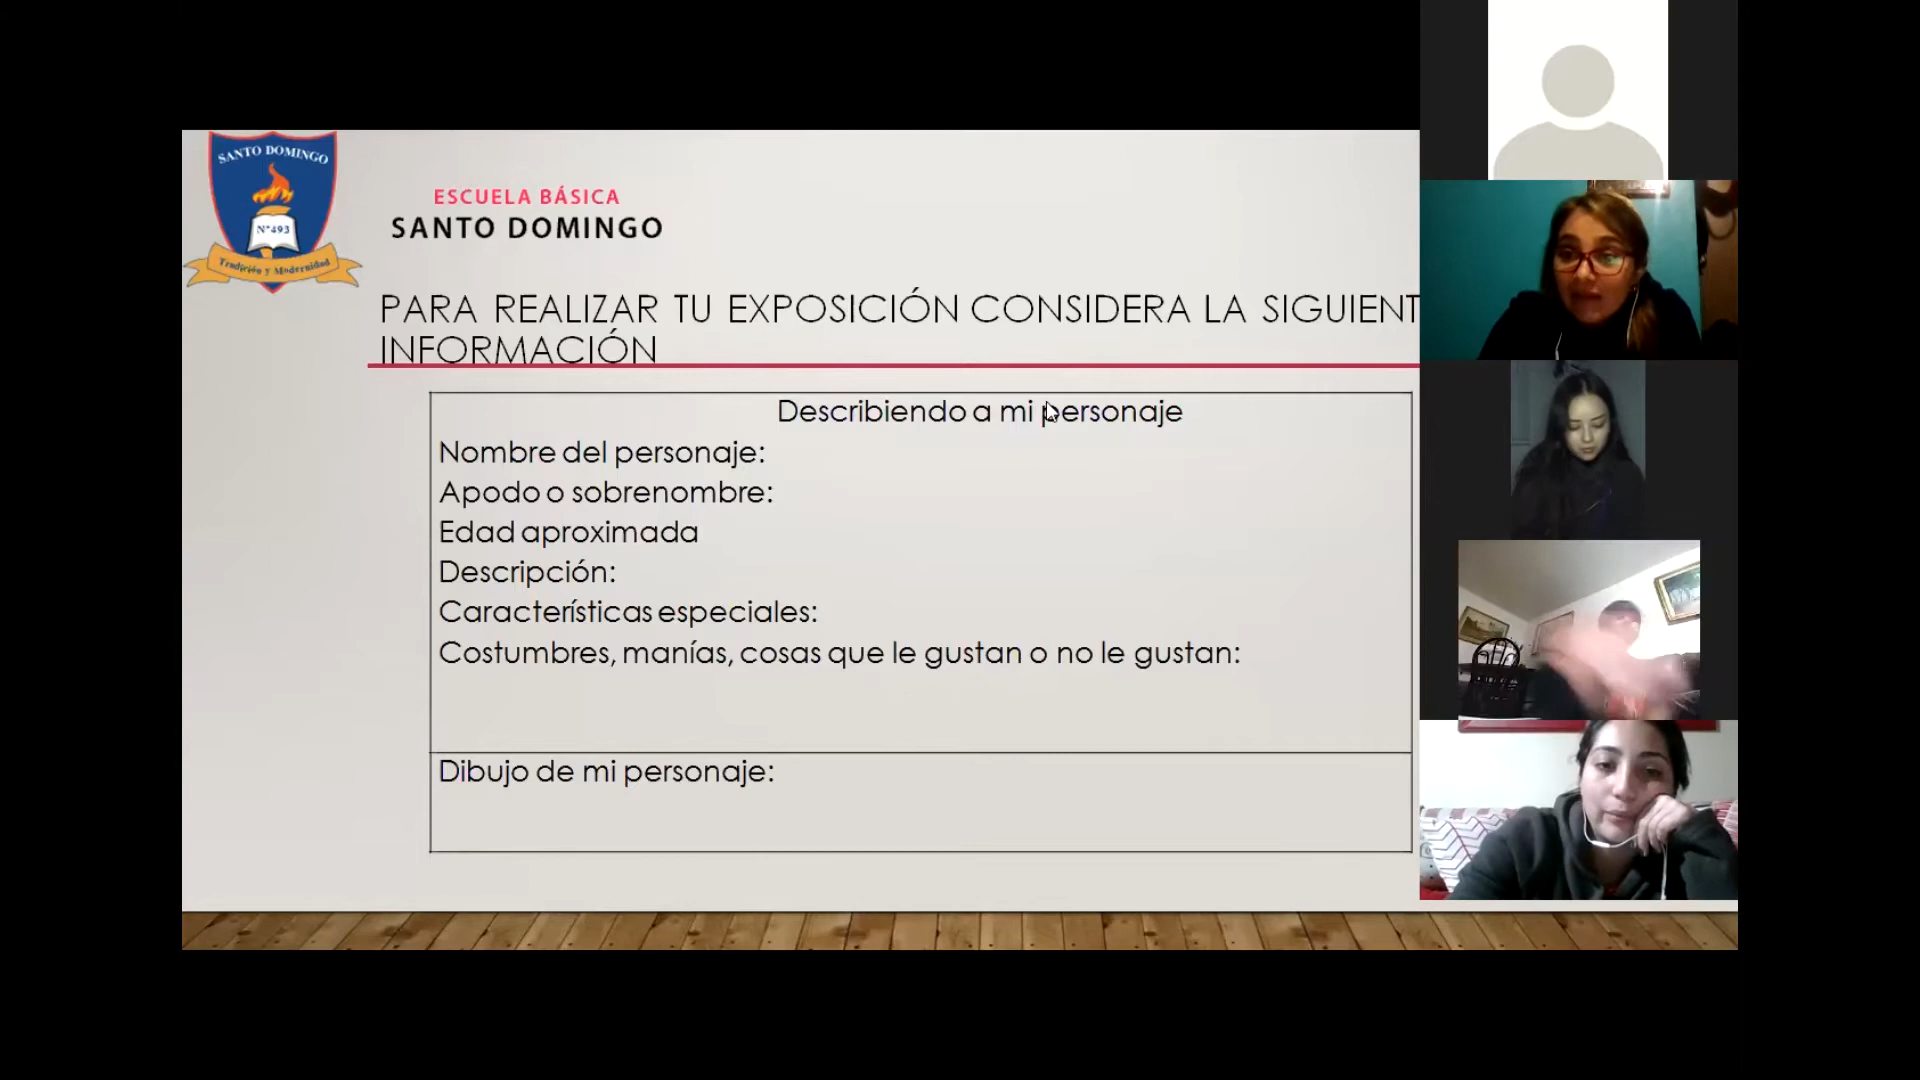 SANTO DOMINGO
N°493
Tradición y Modernidad
ESCUELA BÁSICA
SANTO DOMINGO
PARA REALIZAR TU EXPOSICIÓN CONSIDERA LA SIGUIENT
INFORMACIÓN
Describiendo a mi personaje
Nombre del personaje:
Apodo o sobrenombre:
Edad aproximada
Descripción:
Características especiales:
Costumbres, manías, cosas que le gustan o no le gustan:
Dibujo de mi personaje: